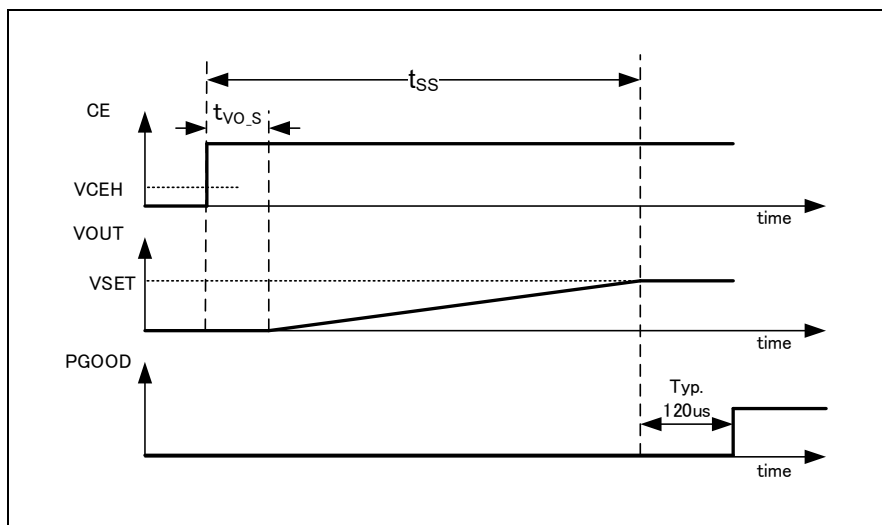 tSS
CE
tVO_S
VCEH
time
VOUT
VSET
time
PGOOD
Typ.
120us
time